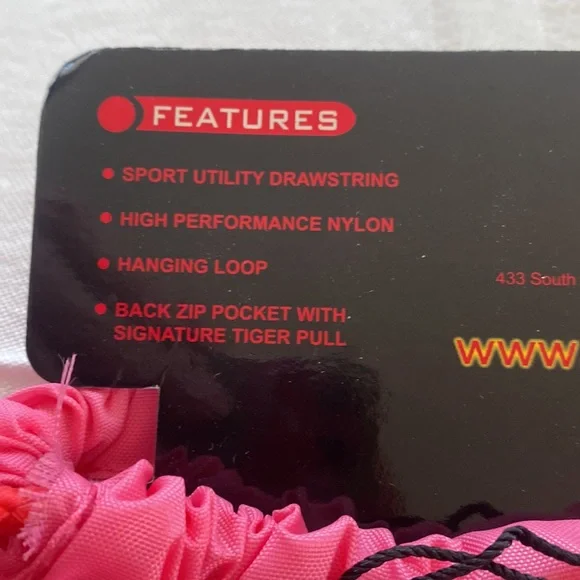 FEATURES
• SPORT UTILITY DRAWSTRING
• HIGH PERFORMANCE NYLON
• HANGING LOOP
433 South
• BACK ZIP POCKET WITH
SIGNATURE TIGER PULL
WWW